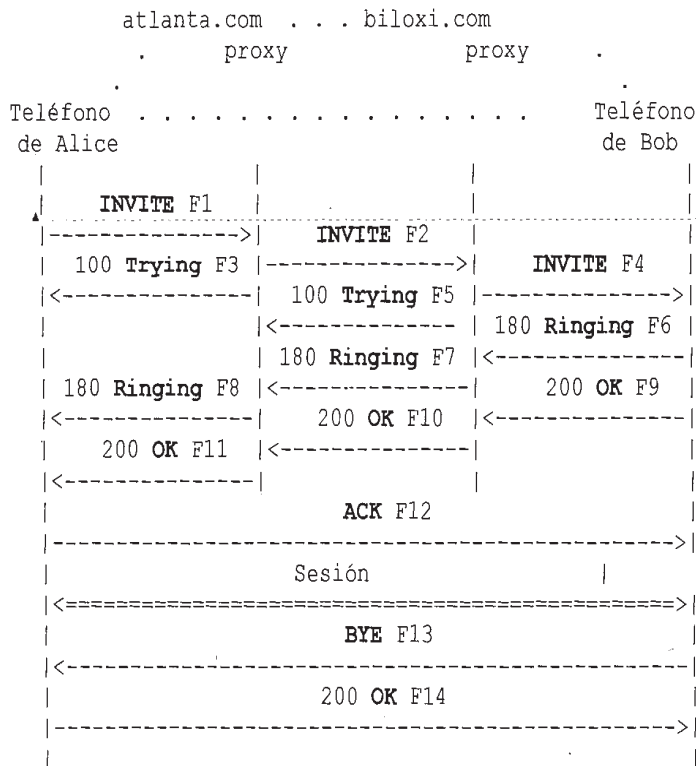 atlanta.com . . . biloxi.com
. proxy proxy .
. .
Teléfono . . . . . . . . . . . . . . . . . Teléfono
de Alice de Bob
| | | |
| INVITE F1 | | |
|--------------->| INVITE F2 | |
| 100 Trying F3 |--------------->| INVITE F4 |
|<---------------| 100 Trying F5 |--------------->|
| |<-------------- | 180 Ringing F6 |
| | 180 Ringing F7 |<---------------|
| 180 Ringing F8 |<---------------| 200 OK F9 |
|<---------------| 200 OK F10 |<---------------|
| 200 OK F11 |<---------------| |
|<---------------| | |
| ACK F12 |
|------------------------------------------------->|
| Sesión |
|<================================================>|
| BYE F13 |
|<-------------------------------------------------|
| 200 OK F14 |
|------------------------------------------------->|
| |